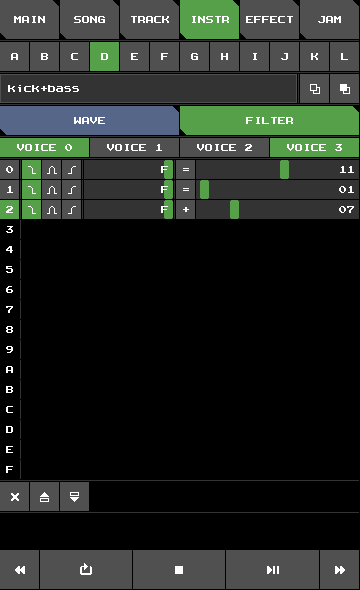 MAIN SONG TRACK INSTR EFFECT JAM
A B C D E F G H I J K L
kick+bass
WAVE FILTER
VOICE 0 VOICE 1 VOICE 2 VOICE 3
0 F = 11
1 F = 01
2 F + 07
3
4
5
6
7
8
9
A
B
C
D
E
F